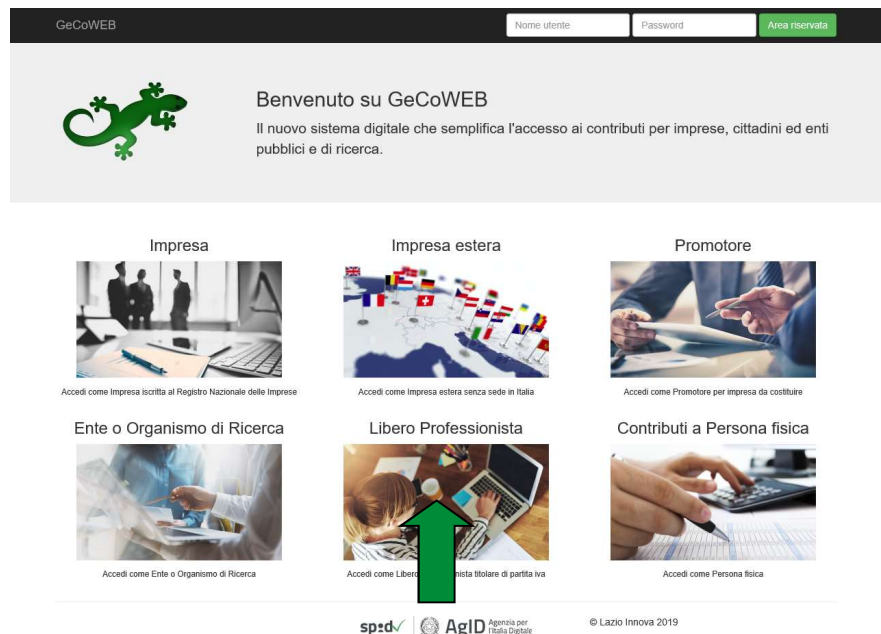 GeCoWEB
Nome utente
Password
Area riservata
Benvenuto su GeCoWEB
Il nuovo sistema digitale che semplifica l'accesso ai contributi per imprese, cittadini ed enti
pubblici e di ricerca.
Impresa
Impresa estera
Promotore
Accedi come Impresa iscritta al Registro Nazionale delle Imprese
Accedi come Impresa estera senza sede in Italia
Accedi come Promotore per impresa da costituire
Ente o Organismo di Ricerca
Libero Professionista
Contributi a Persona fisica
Accedi come Ente o Organismo di Ricerca
Accedi come Libero nista titolare di partita iva
Accedi come Persona fisica
spid
AgID Agenzia per
l'Italia Digitale
© Lazio Innova 2019